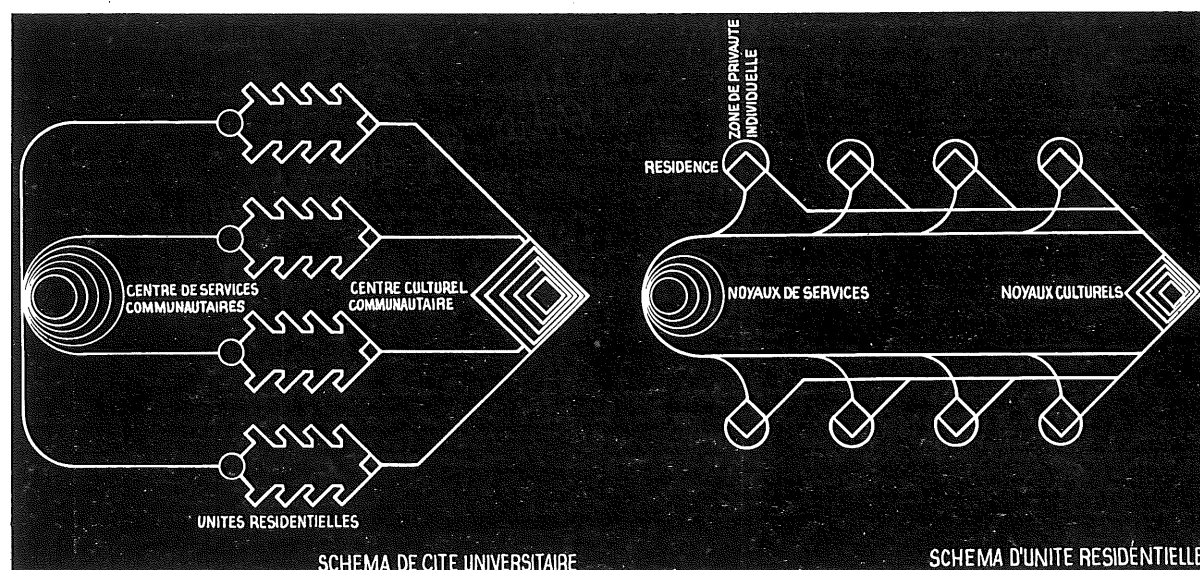 CENTRE DE SERVICES
COMMUNAUTAIRES
CENTRE CULTUREL
COMMUNAUTAIRE
UNITES RESIDENTIELLES
SCHEMA DE CITE UNIVERSITAIRE
ZONE DE PRIVAUTE
INDIVIDUELLE
RESIDENCE
NOYAUX DE SERVICES
NOYAUX CULTURELS
SCHEMA D'UNITE RESIDENTIELLE